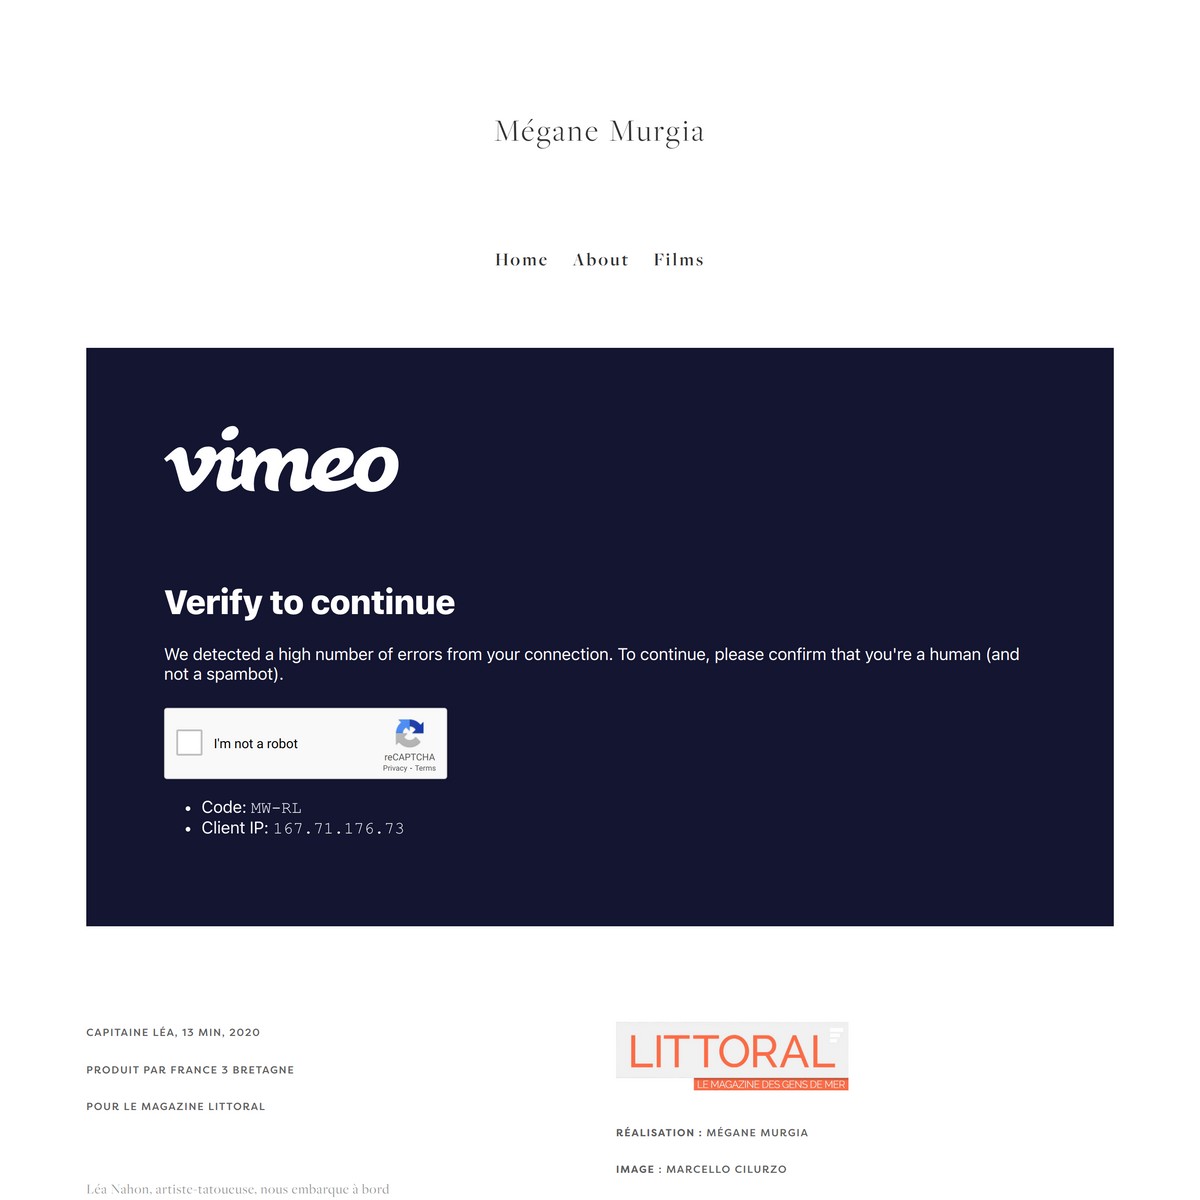 Mégane Murgia
Home About Films
vimeo
Verify to continue
We detected a high number of errors from your connection. To continue, please confirm that you're a human (and
not a spambot).
I'm not a robot
reCAPTCHA
Privacy - Terms
Code: MW-RL
Client IP: 167.71.176.73
CAPITAINE LÉA, 13 MIN, 2020
PRODUIT PAR FRANCE 3 BRETAGNE
POUR LE MAGAZINE LITTORAL
Léa Nahon, artiste-tatoueuse, nous embarque à bord
LITTORAL
LE MAGAZINE DES GENS DE MER
RÉALISATION : MÉGANE MURGIA
IMAGE : MARCELLO CILURZO